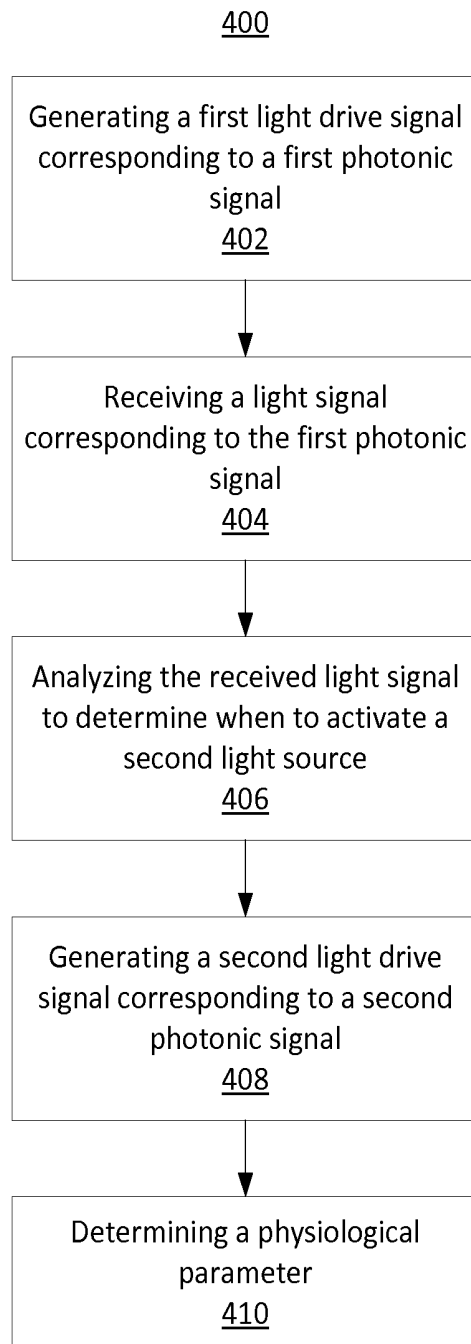 400
Generating a first light drive signal
corresponding to a first photonic
signal
402
Receiving a light signal
corresponding to the first photonic
signal
404
Analyzing the received light signal
to determine when to activate a
second light source
406
Generating a second light drive
signal corresponding to a second
photonic signal
408
Determining a physiological
parameter
410